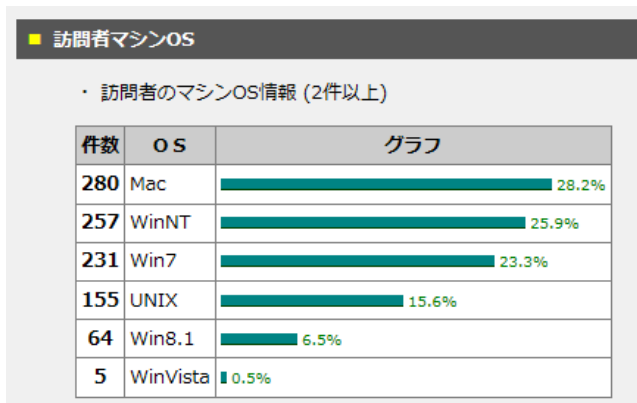 ■ 訪問者マシンOS
・ 訪問者のマシンOS情報 (2件以上)
件数 OS グラフ
280 Mac 28.2%
257 WinNT 25.9%
231 Win7 23.3%
155 UNIX 15.6%
64 Win8.1 6.5%
5 WinVista 0.5%